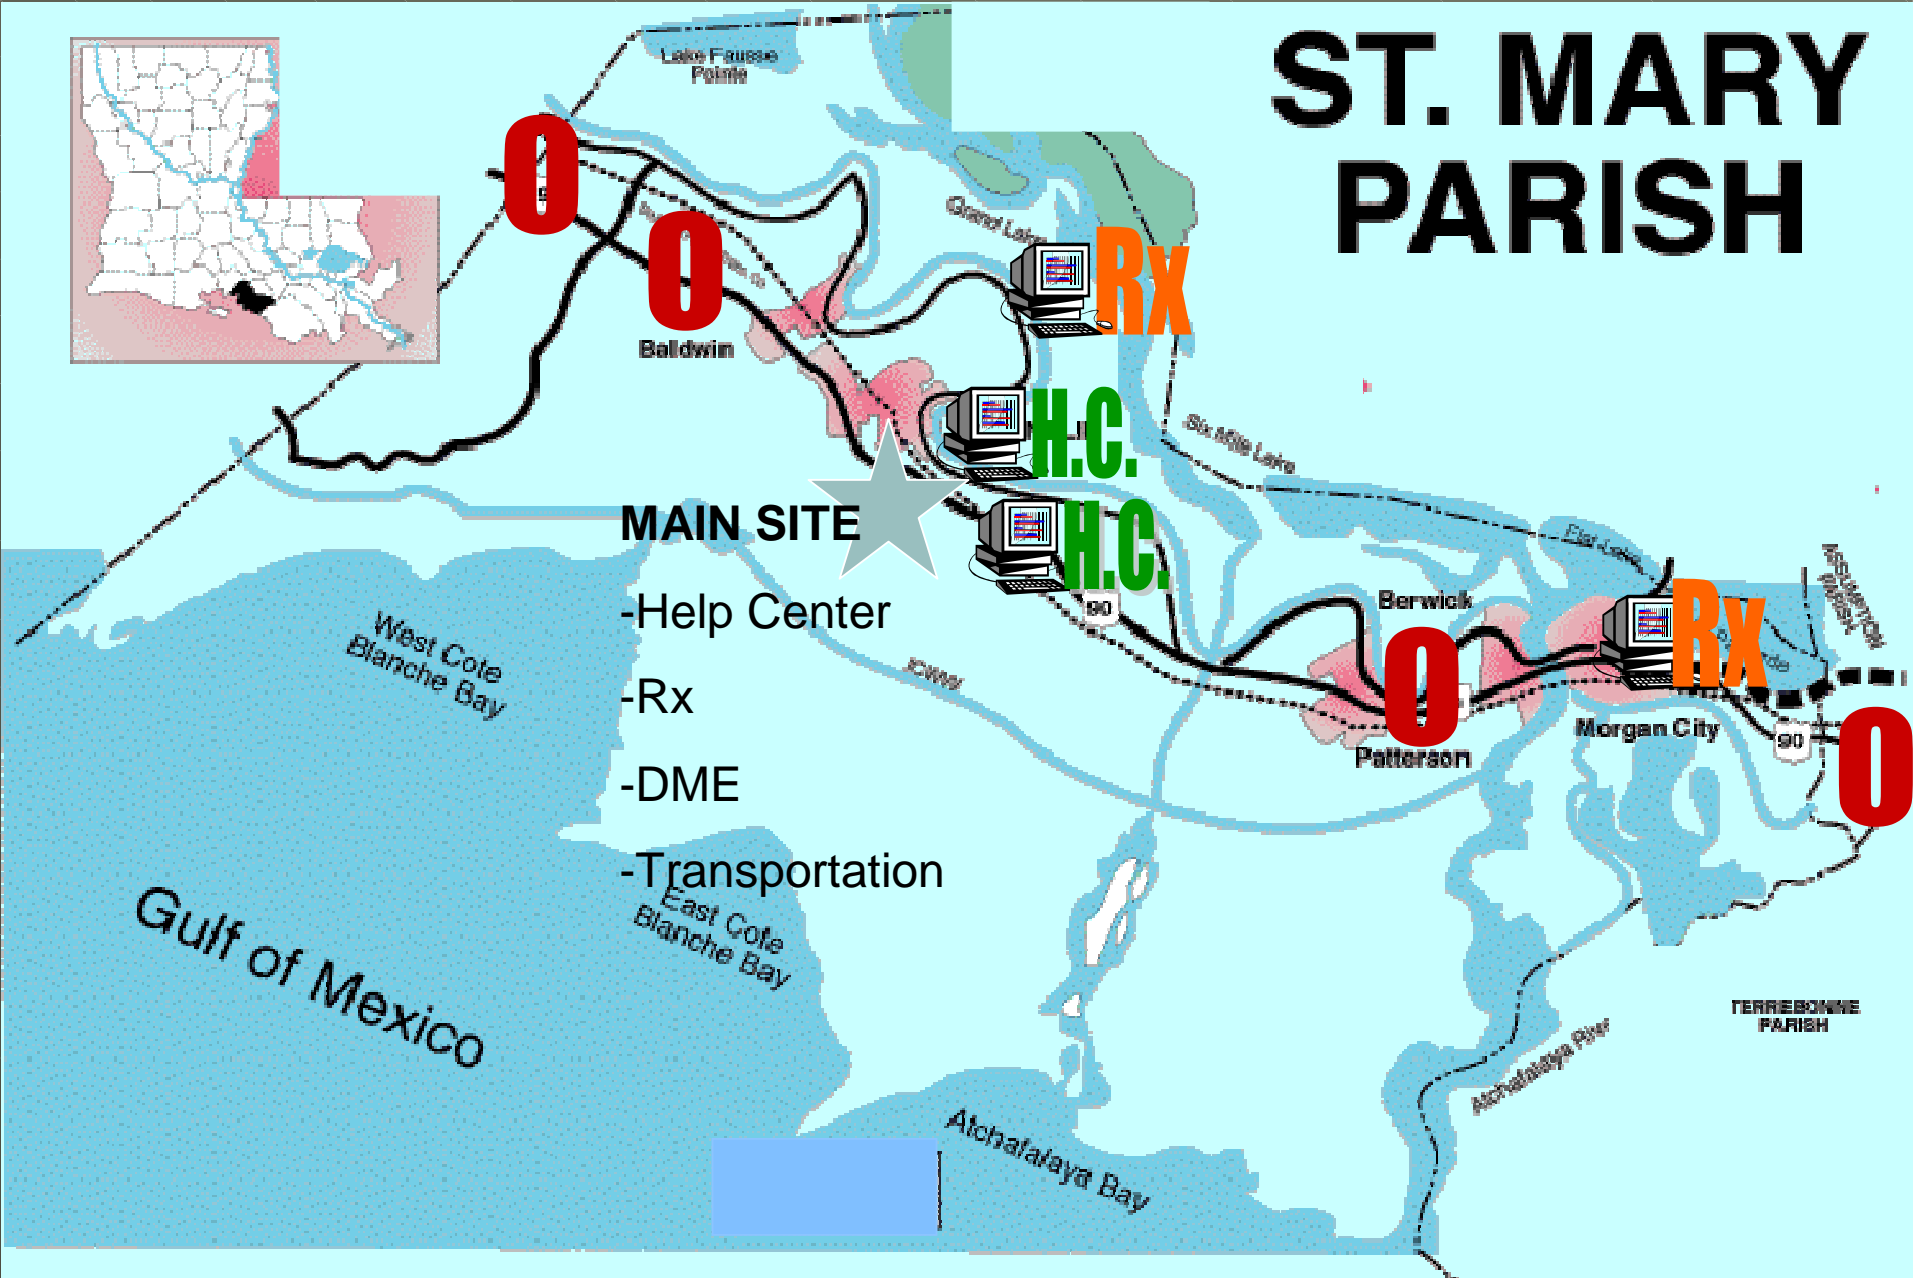 ST. MARY
PARISH
Lake Fausse
Pointe
O
O
Grand Lake
Rx
Baldwin
H.C.
Six Mile Lake
MAIN SITE
H.C.
Flat Lake
ASSUMPTION
PARISH
-Help Center
90
Berwick
Rx
West Cote
Blanche Bay
ICWW
-Rx
O
Morgan City
90
O
Patterson
-DME
-Transportation
East Cote
Blanche Bay
Gulf of Mexico
TERREBONNE
PARISH
Atchafalaya River
Atchafalaya Bay